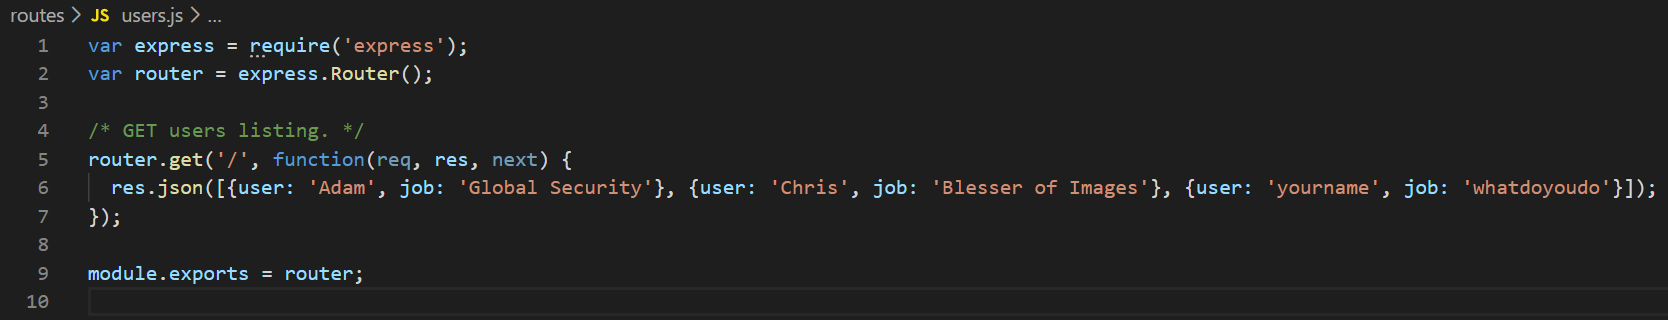 routes > JS users.js > ...
1 var express = require('express');
2 var router = express.Router();
3
4 /* GET users listing. */
5 router.get('/', function(req, res, next) {
6   res.json([{user: 'Adam', job: 'Global Security'}, {user: 'Chris', job: 'Blesser of Images'}, {user: 'yourname', job: 'whatdoyoudo'}]);
7 });
8
9 module.exports = router;
10